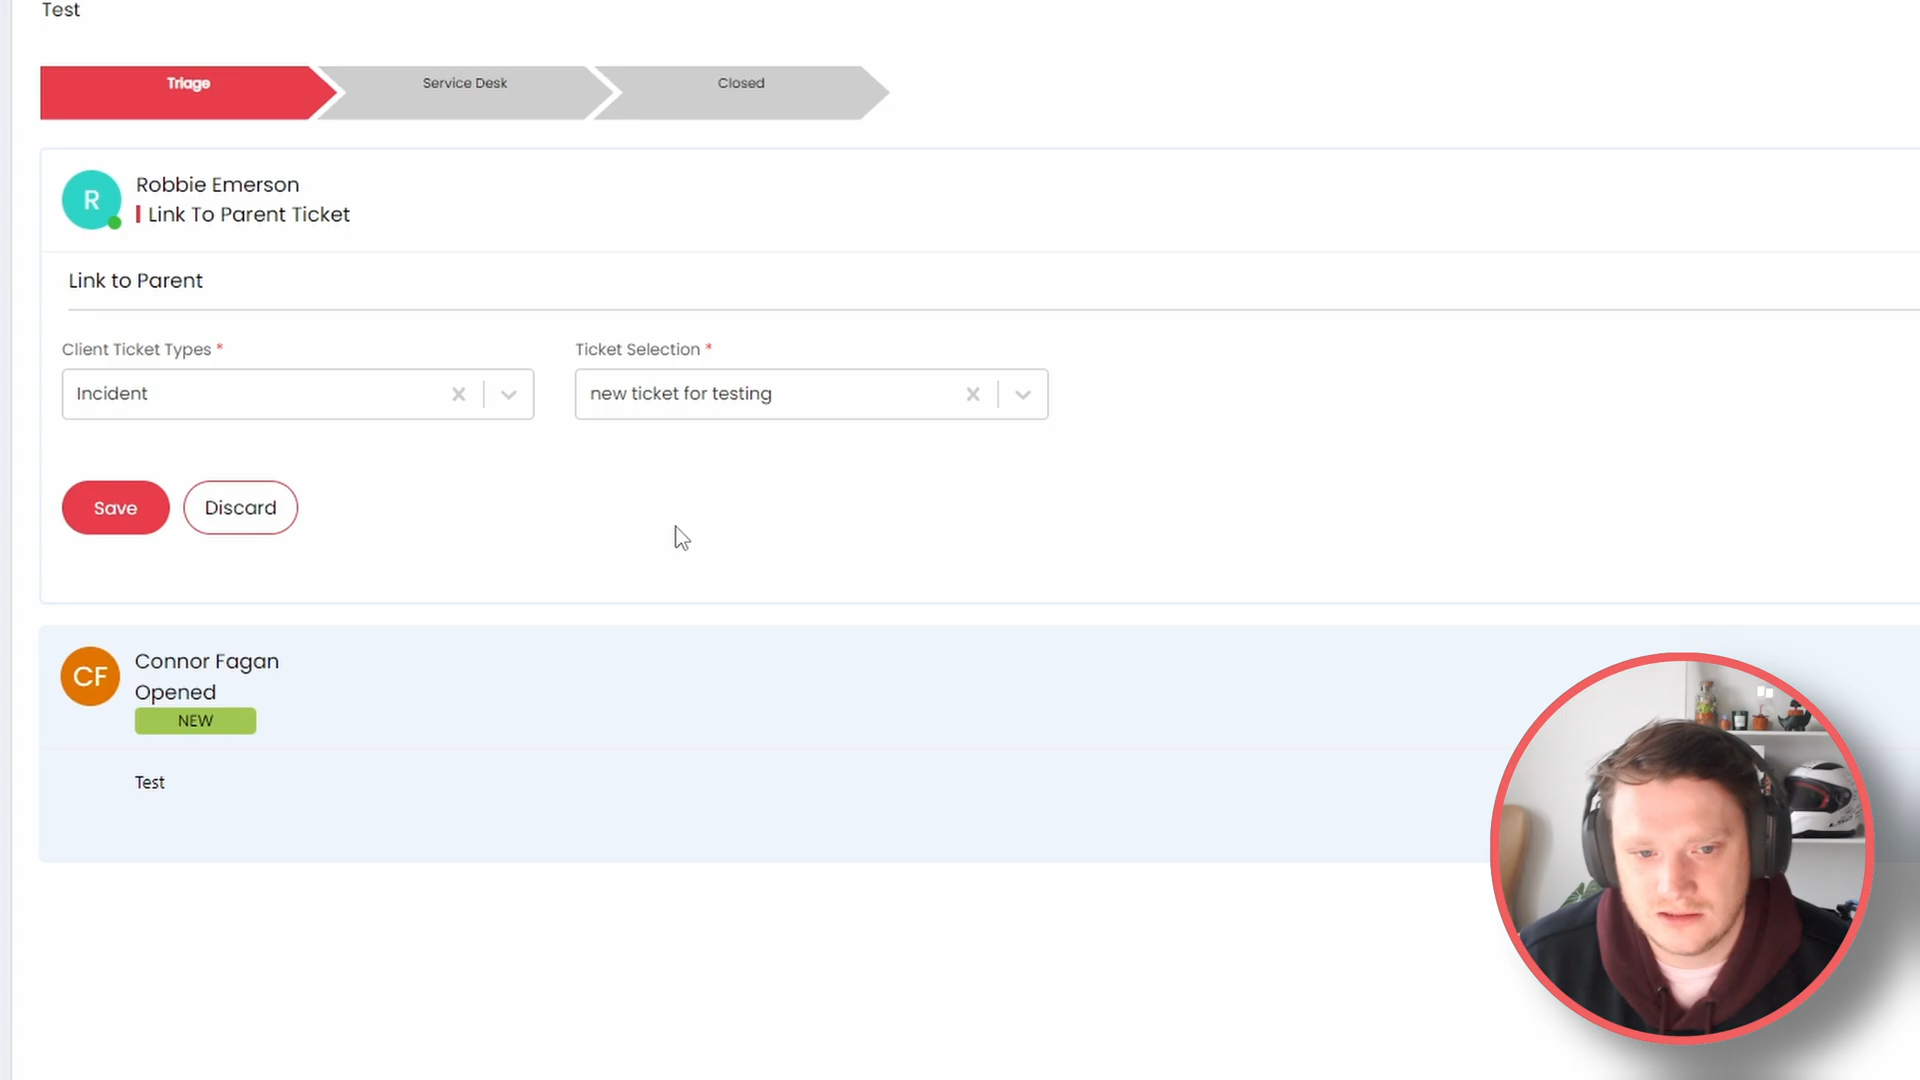 Test
Triage
Service Desk
Closed
R
Robbie Emerson
Link To Parent Ticket
Link to Parent
Client Ticket Types *
Ticket Selection *
Incident
new ticket for testing
Save
Discard
CF
Connor Fagan
Opened
NEW
Test